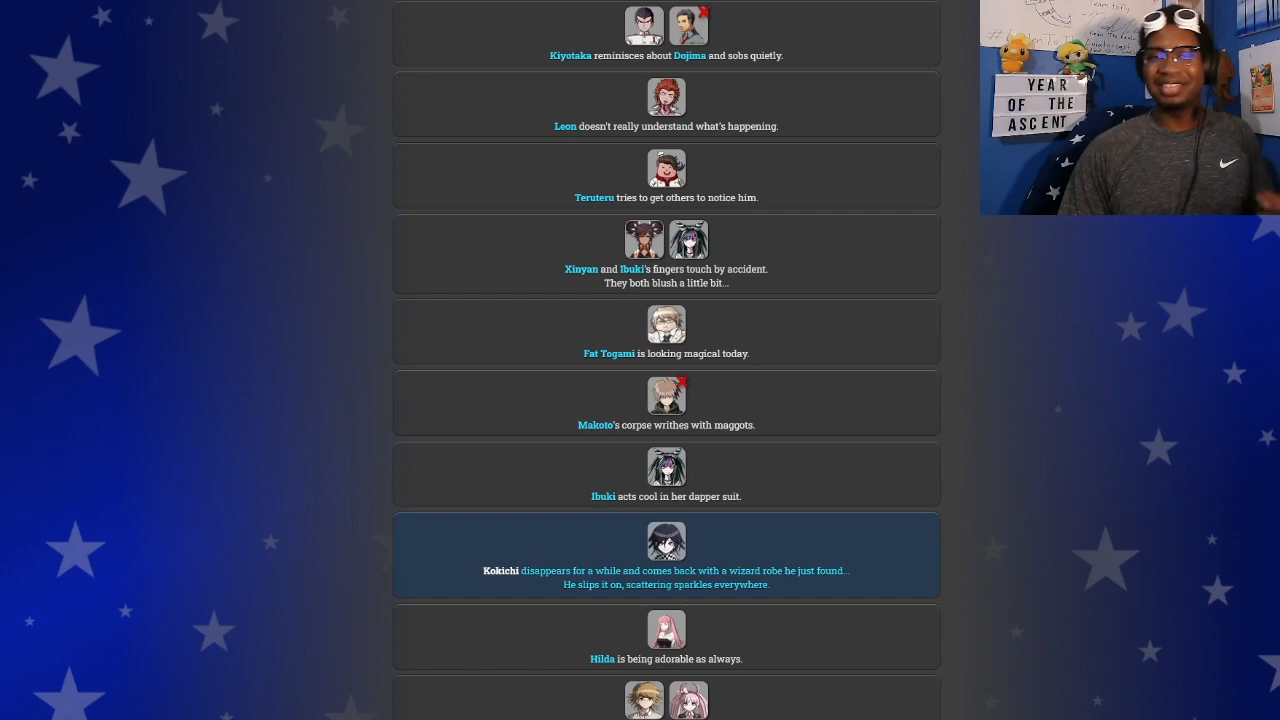 Kiyotaka reminisces about Dojima and sobs quietly.
Leon doesn't really understand what's happening.
Teruteru tries to get others to notice him.
Xinyan and Ibuki's fingers touch by accident.
They both blush a little bit...
Fat Togami is looking magical today.
Makoto's corpse writhes with maggots.
Ibuki acts cool in her dapper suit.
Kokichi disappears for a while and comes back with a wizard robe he just found...
He slips it on, scattering sparkles everywhere.
Hilda is being adorable as always.
YEAR
OF THE
ASCENT